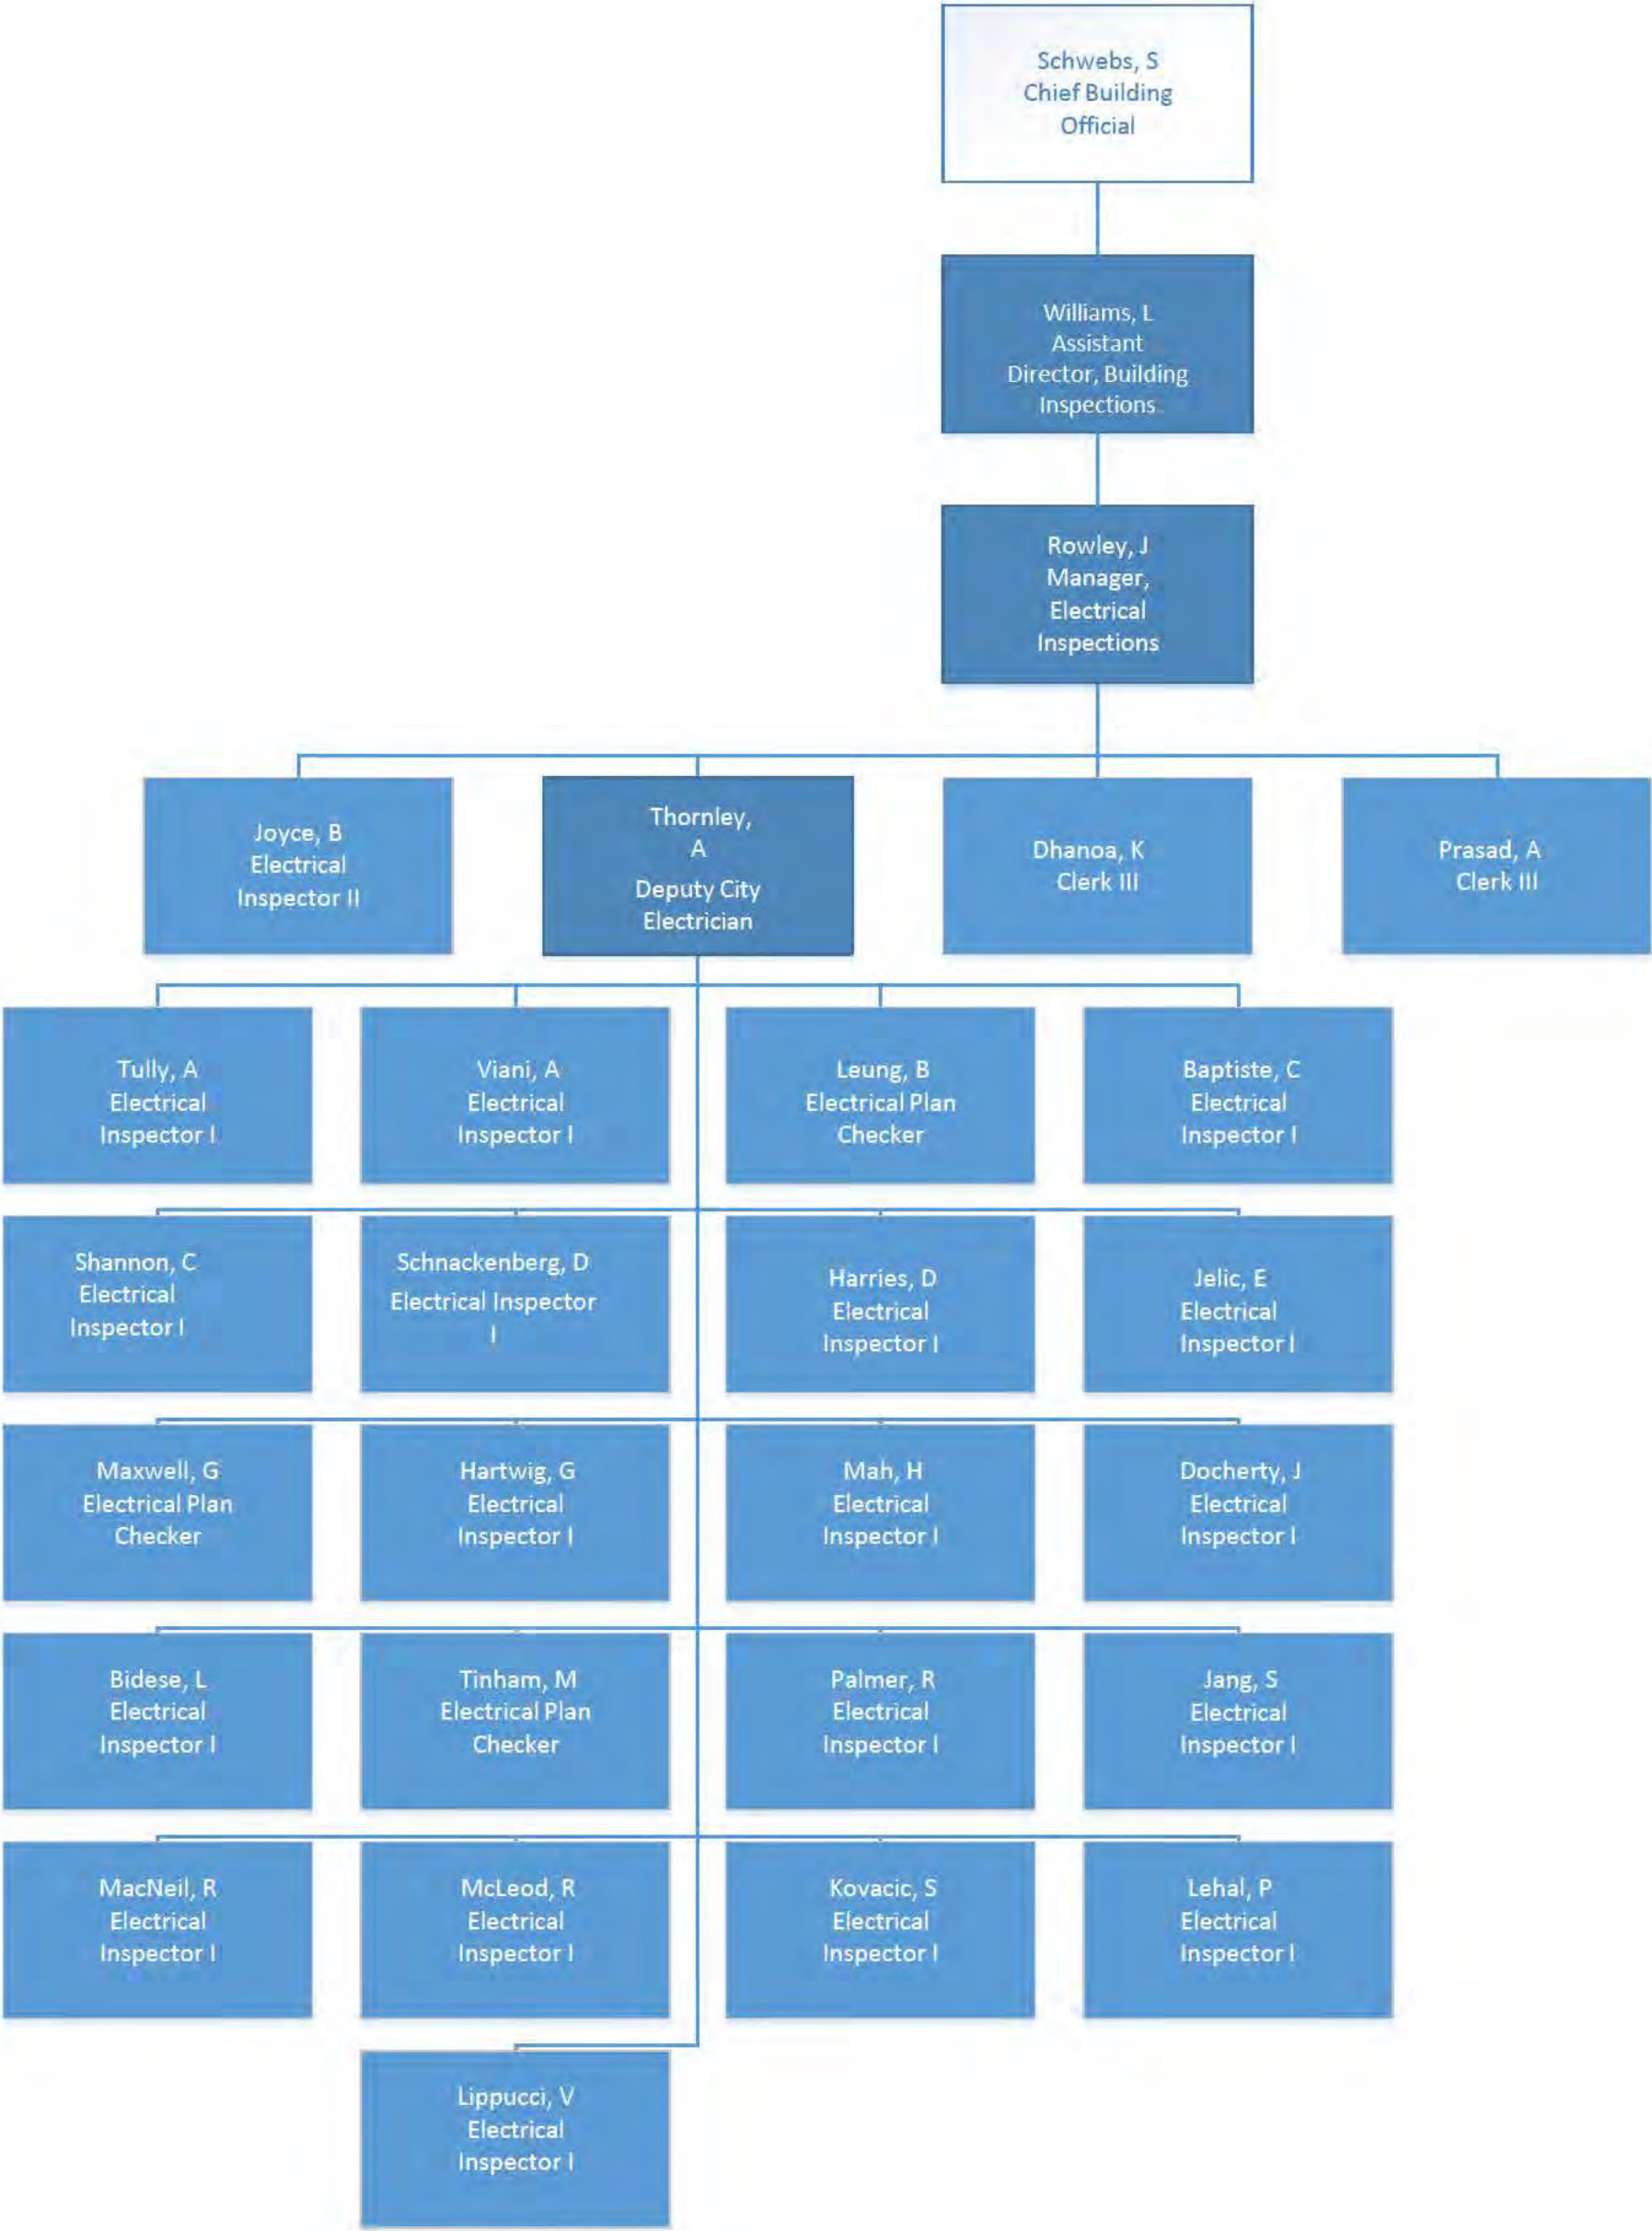 Schwebs, S
Chief Building
Official
Williams, L
Assistant
Director, Building
Inspections
Rowley, J
Manager,
Electrical
Inspections
Joyce, B
Electrical
Inspector II
Thornley,
A
Deputy City
Electrician
Dhanoa, K
Clerk III
Prasad, A
Clerk III
Tully, A
Electrical
Inspector I
Viani, A
Electrical
Inspector I
Leung, B
Electrical Plan
Checker
Baptiste, C
Electrical
Inspector I
Shannon, C
Electrical
Inspector I
Schnackenberg, D
Electrical Inspector
I
Harries, D
Electrical
Inspector I
Jelic, E
Electrical
Inspector I
Maxwell, G
Electrical Plan
Checker
Hartwig, G
Electrical
Inspector I
Mah, H
Electrical
Inspector I
Docherty, J
Electrical
Inspector I
Bidese, L
Electrical
Inspector I
Tinham, M
Electrical Plan
Checker
Palmer, R
Electrical
Inspector I
Jang, S
Electrical
Inspector I
MacNeil, R
Electrical
Inspector I
McLeod, R
Electrical
Inspector I
Kovacic, S
Electrical
Inspector I
Lehal, P
Electrical
Inspector I
Lippucci, V
Electrical
Inspector I